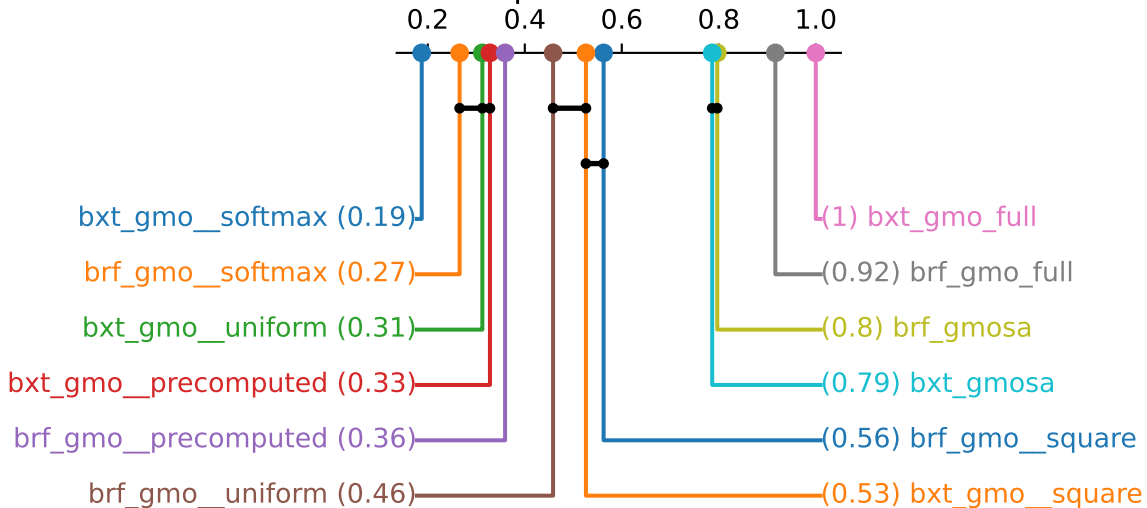 0.2 0.4 0.6 0.8 1.0
bxt_gmo__softmax (0.19)
(1) bxt_gmo_full
brf_gmo__softmax (0.27)
(0.92) brf_gmo_full
bxt_gmo__uniform (0.31)
(0.8) brf_gmosa
bxt_gmo__precomputed (0.33)
(0.79) bxt_gmosa
brf_gmo__precomputed (0.36)
(0.56) brf_gmo__square
brf_gmo__uniform (0.46)
(0.53) bxt_gmo__square